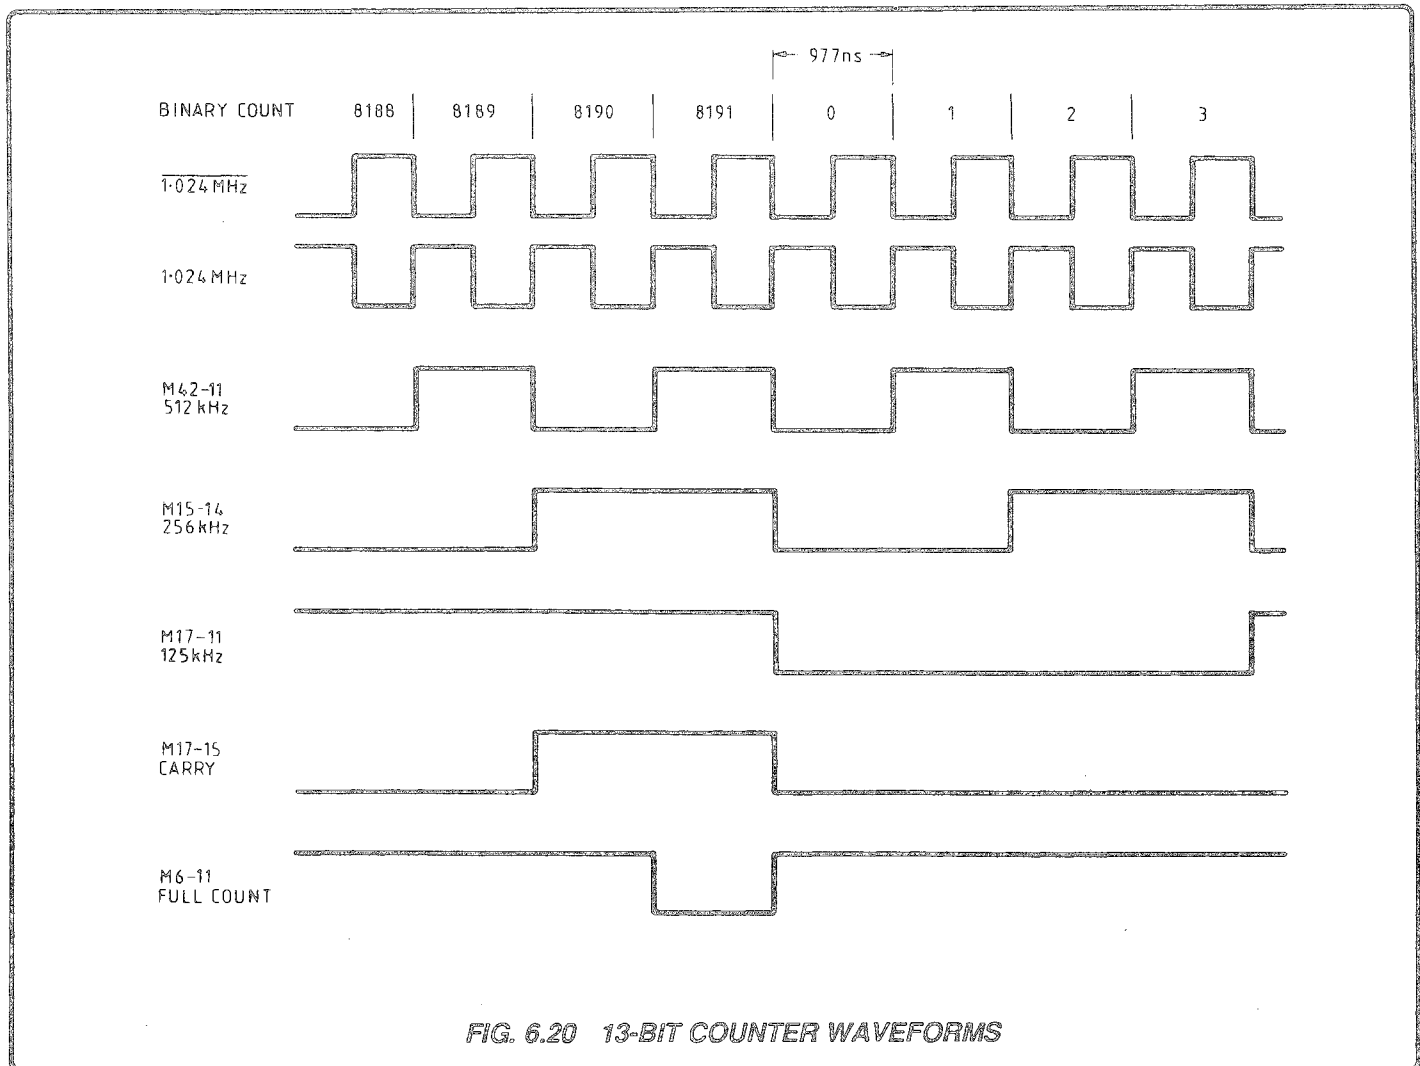 977ns
BINARY COUNT 8188 8189 8190 8191 0 1 2 3
1·024 MHz
1·024 MHz
M42-11
512 kHz
M15-14
256 kHz
M17-11
125 kHz
M17-15
CARRY
M6-11
FULL COUNT
FIG. 6.20 13-BIT COUNTER WAVEFORMS